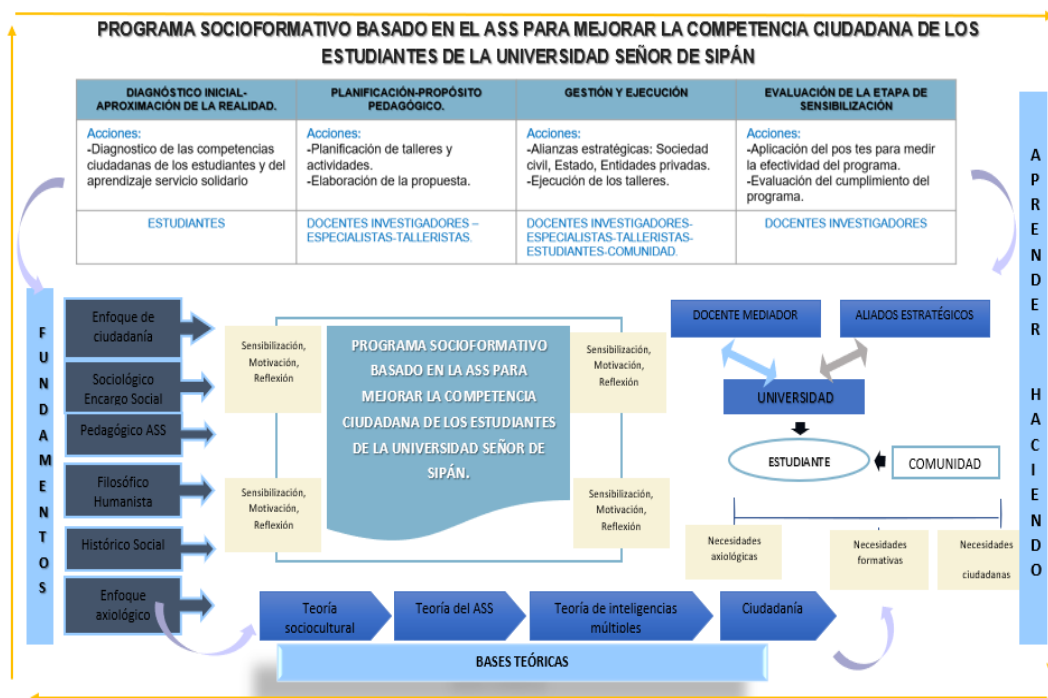 PROGRAMA SOCIOFORMATIVO BASADO EN EL ASS PARA MEJORAR LA COMPETENCIA CIUDADANA DE LOS
ESTUDIANTES DE LA UNIVERSIDAD SEÑOR DE SIPÁN
DIAGNÓSTICO INICIAL-
APROXIMACIÓN DE LA REALIDAD.
Acciones:
-Diagnostico de las competencias
ciudadanas de los estudiantes y del
aprendizaje servicio solidario
ESTUDIANTES
PLANIFICACIÓN-PROPÓSITO
PEDAGÓGICO.
Acciones:
-Planificación de talleres y
actividades.
-Elaboración de la propuesta.
DOCENTES INVESTIGADORES –
ESPECIALISTAS-TALLERISTAS.
GESTIÓN Y EJECUCIÓN
Acciones:
-Alianzas estratégicas: Sociedad
civil, Estado, Entidades privadas.
-Ejecución de los talleres.
DOCENTES INVESTIGADORES-
ESPECIALISTAS-TALLERISTAS-
ESTUDIANTES-COMUNIDAD.
EVALUACIÓN DE LA ETAPA DE
SENSIBILIZACIÓN
Acciones:
-Aplicación del pos tes para medir
la efectividad del programa.
-Evaluación del cumplimiento del
programa.
DOCENTES INVESTIGADORES
APRENDER HACIENDO
FUNDAMENTOS
Enfoque de
ciudadanía
Sociológico
Encargo Social
Pedagógico ASS
Filosófico
Humanista
Histórico Social
Enfoque
axiológico
Sensibilización,
Motivación,
Reflexión
Sensibilización,
Motivación,
Reflexión
PROGRAMA SOCIOFORMATIVO
BASADO EN LA ASS PARA
MEJORAR LA COMPETENCIA
CIUDADANA DE LOS ESTUDIANTES
DE LA UNIVERSIDAD SEÑOR DE
SIPÁN.
Sensibilización,
Motivación,
Reflexión
Sensibilización,
Motivación,
Reflexión
DOCENTE MEDIADOR
ALIADOS ESTRATÉGICOS
UNIVERSIDAD
ESTUDIANTE
COMUNIDAD
Necesidades
axiológicas
Necesidades
formativas
Necesidades
ciudadanas
Teoría
sociocultural
Teoría del ASS
Teoría de inteligencias
múltioles
Ciudadanía
BASES TEÓRICAS